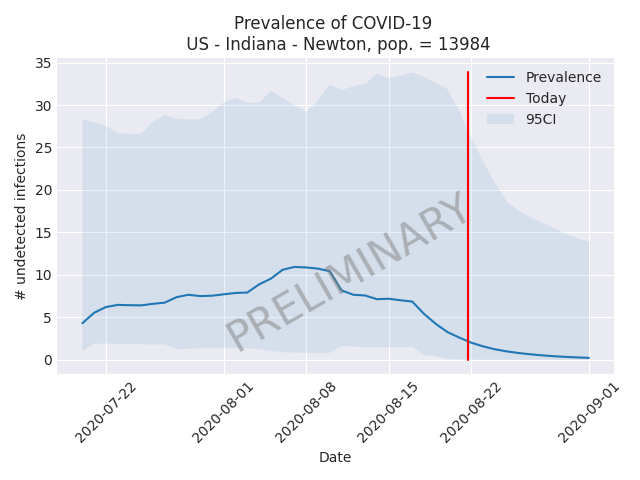 Prevalence of COVID-19
US - Indiana - Newton, pop. = 13984
35
30
25
20
15
10
5
0
# undetected infections
Prevalence
Today
95CI
PRELIMINARY
2020-07-22
2020-08-01
2020-08-08
2020-08-15
2020-08-22
2020-09-01
Date